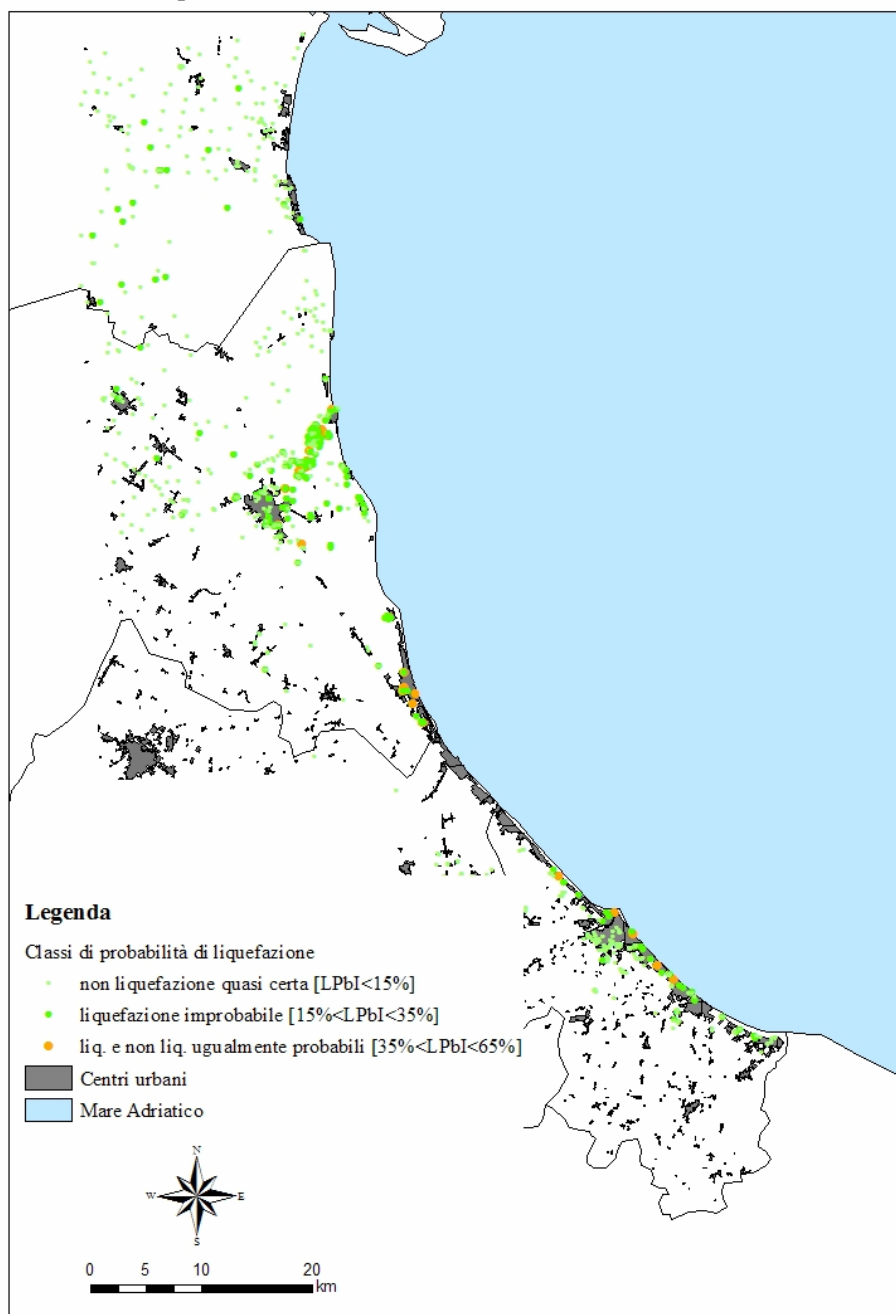 Legenda
Classi di probabilità di liquefazione
non liquefazione quasi certa [LPbI<15%]
liquefazione improbabile [15%<LPbI<35%]
liq. e non liq. ugualmente probabili [35%<LPbI<65%]
Centri urbani
Mare Adriatico
N
W E
S
0 5 10 20
km